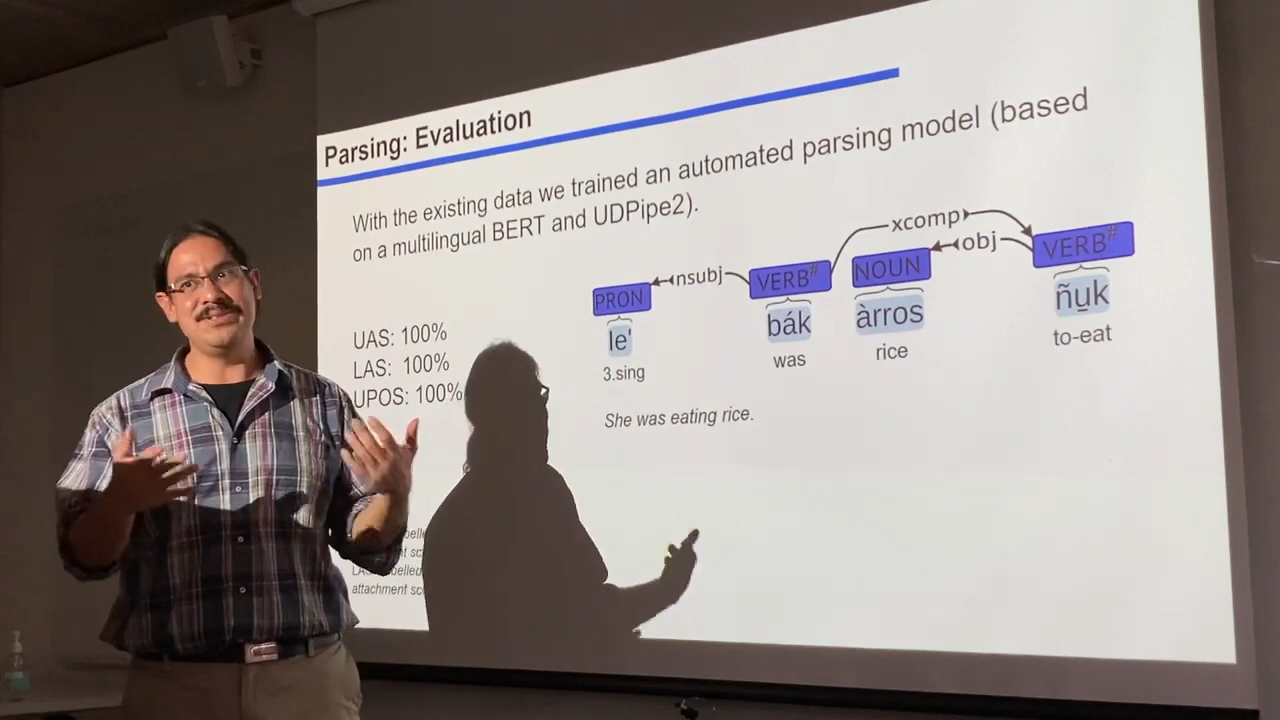 Parsing: Evaluation
With the existing data we trained an automated parsing model (based
on a multilingual BERT and UDPipe2).
UAS: 100%
LAS: 100%
UPOS: 100%
nsubj
xcomp
obj
PRON VERB# NOUN VERB#
le' bák àrros ñu̱k
3.sing was rice to-eat
She was eating rice.
attachment